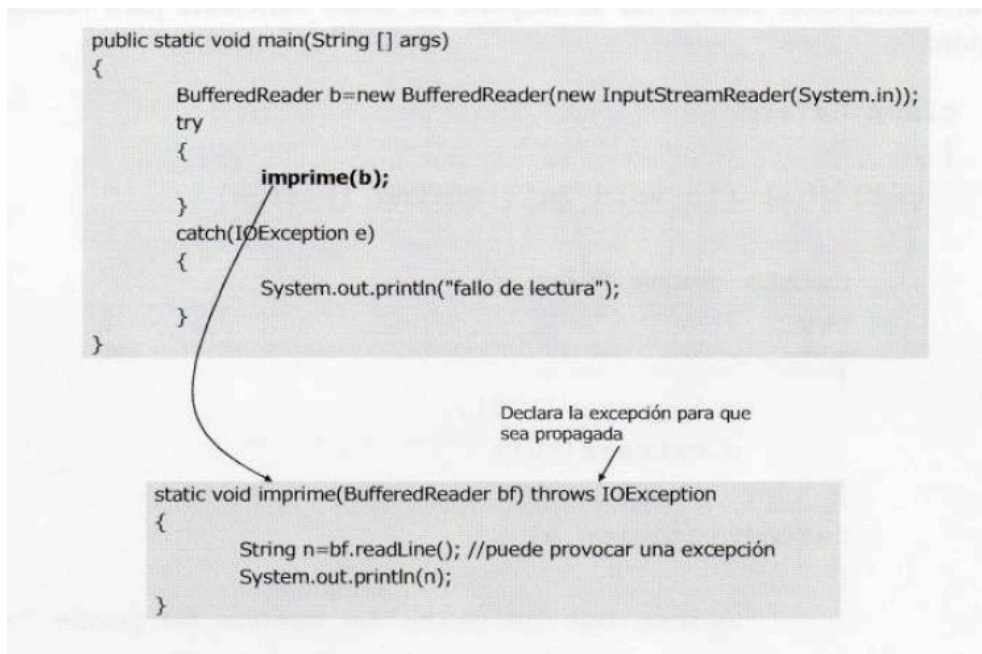 public static void main(String [] args)
{
BufferedReader b=new BufferedReader(new InputStreamReader(System.in));
try
{
imprime(b);
}
catch(IOException e)
{
System.out.println("fallo de lectura");
}
}
Declara la excepción para que
sea propagada
static void imprime(BufferedReader bf) throws IOException
{
String n=bf.readLine(); //puede provocar una excepción
System.out.println(n);
}